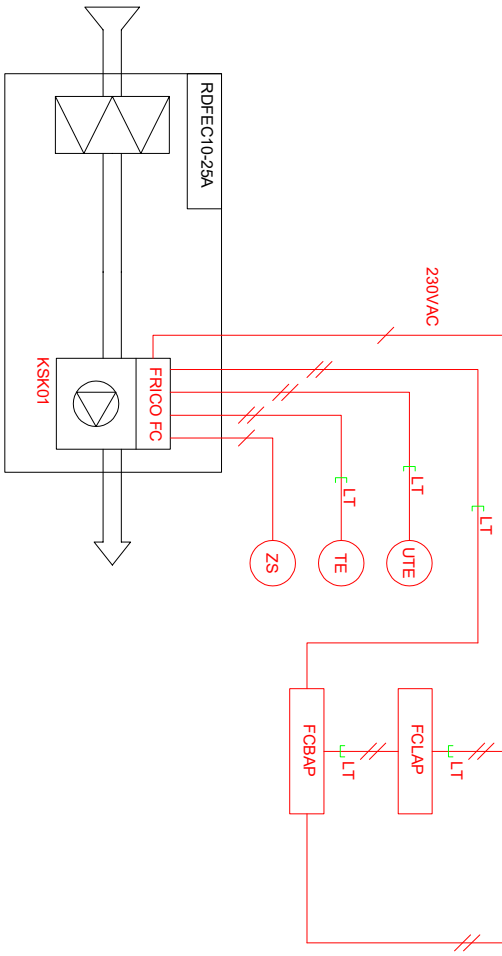 RDFEC10-25A
230VAC
FRICO FC
KSK01
LT
LT
LT
UTE
TE
ZS
FCLAP
FCBAP
LT
LT